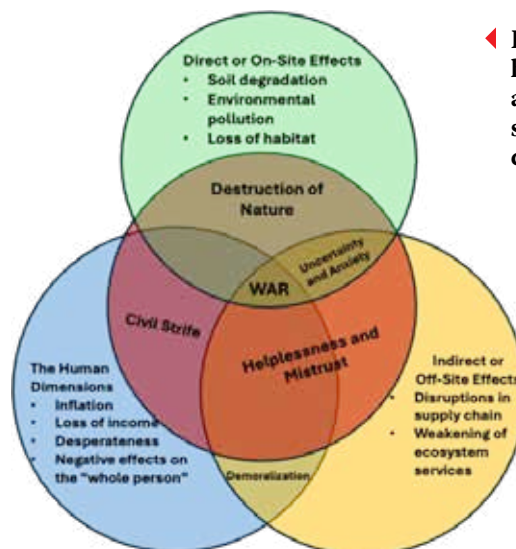 Direct or On-Site Effects
• Soil degradation
• Environmental
pollution
• Loss of habitat
Destruction of
Nature
Uncertainty
and Anxiety
WAR
Civil Strife
Helplessness and
Mistrust
The Human
Dimensions
• Inflation
• Loss of income
• Desperateness
• Negative effects on
the "whole person"
Indirect or
Off-Site Effects
• Disruptions in
supply chain
• Weakening of
ecosystem
services
Demoralization